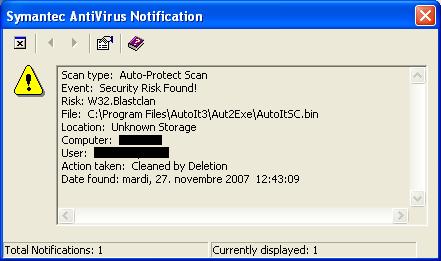 Symantec AntiVirus Notification
Scan type: Auto-Protect Scan
Event: Security Risk Found!
Risk: W32.Blastclan
File: C:\Program Files\AutoIt3\Aut2Exe\AutoItSC.bin
Location: Unknown Storage
Computer:
User:
Action taken: Cleaned by Deletion
Date found: mardi, 27. novembre 2007 12:43:09
Total Notifications: 1
Currently displayed: 1